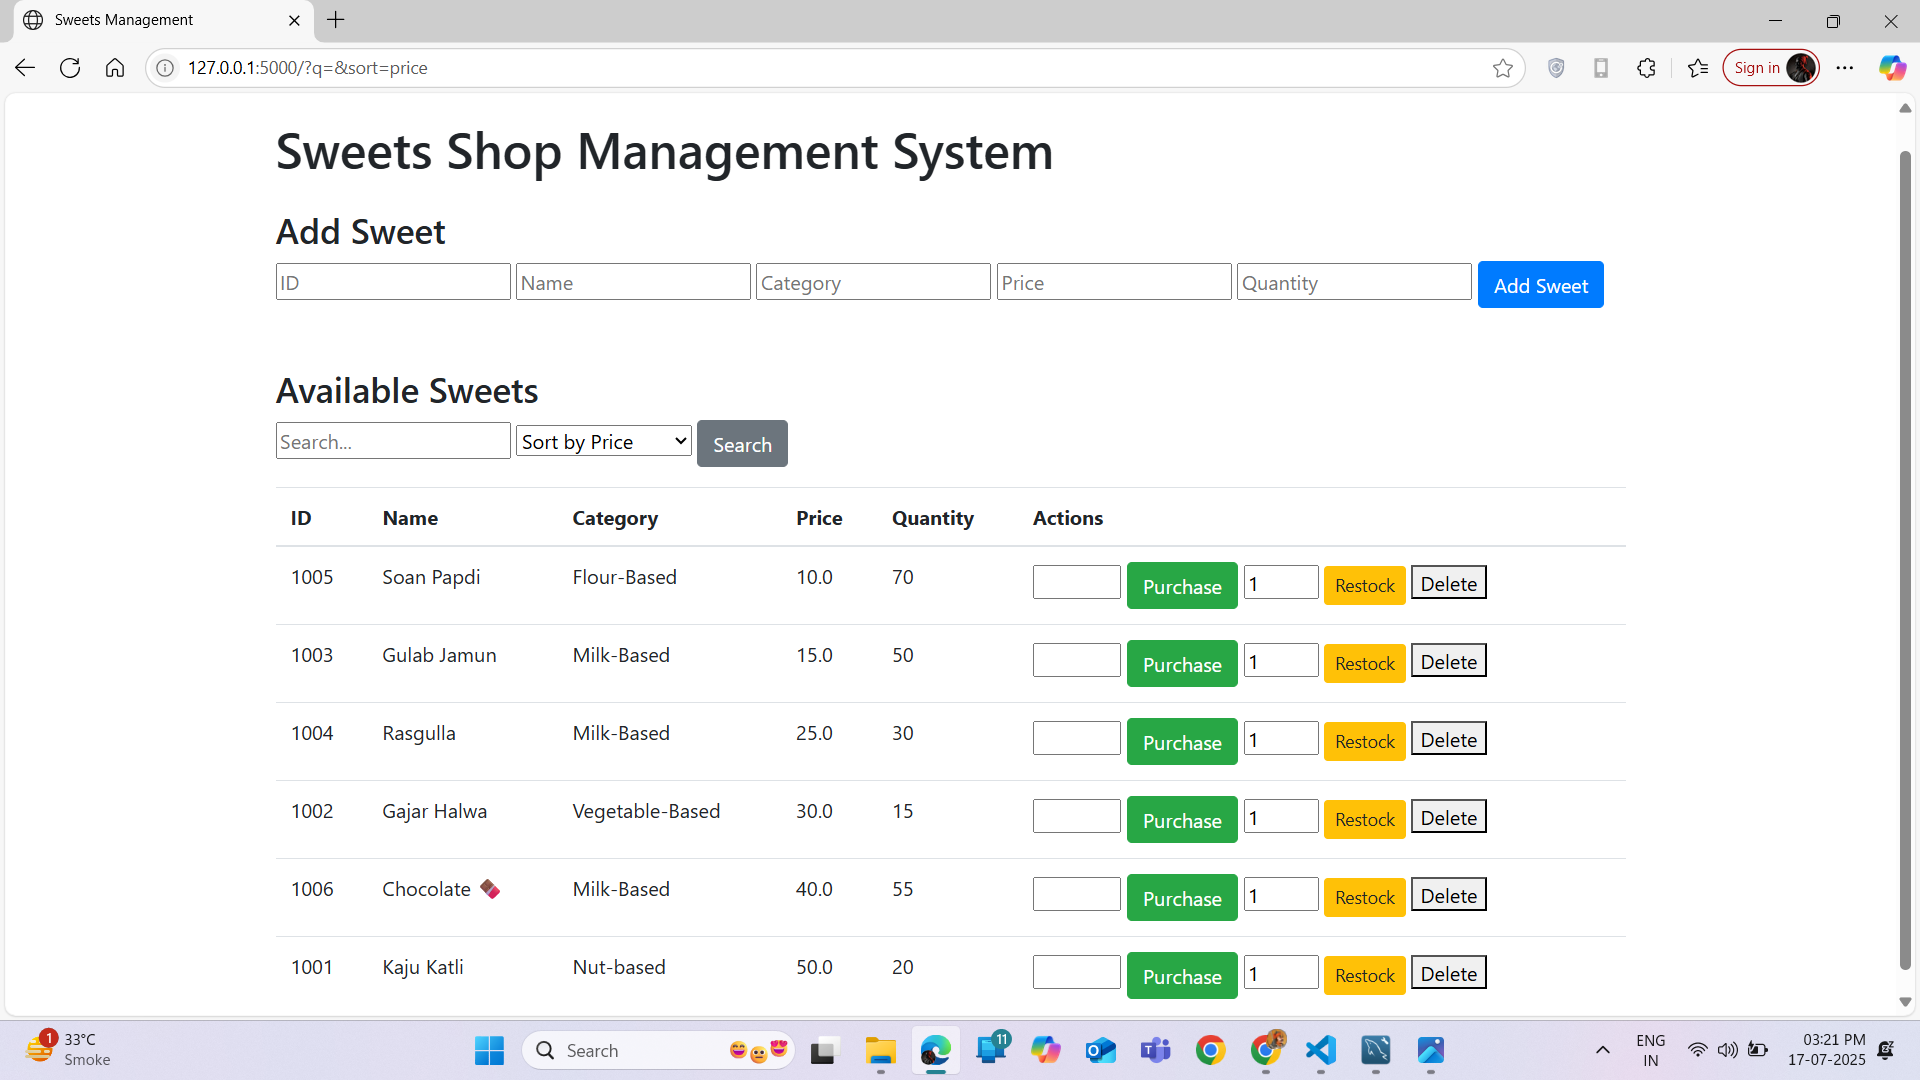 Sweets Management
127.0.0.1:5000/?q=&sort=price
Sign in
Sweets Shop Management System
Add Sweet
ID Name Category Price Quantity Add Sweet
Available Sweets
Search... Sort by Price Search
ID Name Category Price Quantity Actions
1005 Soan Papdi Flour-Based 10.0 70 Purchase 1 Restock Delete
1003 Gulab Jamun Milk-Based 15.0 50 Purchase 1 Restock Delete
1004 Rasgulla Milk-Based 25.0 30 Purchase 1 Restock Delete
1002 Gajar Halwa Vegetable-Based 30.0 15 Purchase 1 Restock Delete
1006 Chocolate 🍫 Milk-Based 40.0 55 Purchase 1 Restock Delete
1001 Kaju Katli Nut-based 50.0 20 Purchase 1 Restock Delete
1 33°C
Smoke
Search
11
ENG
IN
03:21 PM
17-07-2025